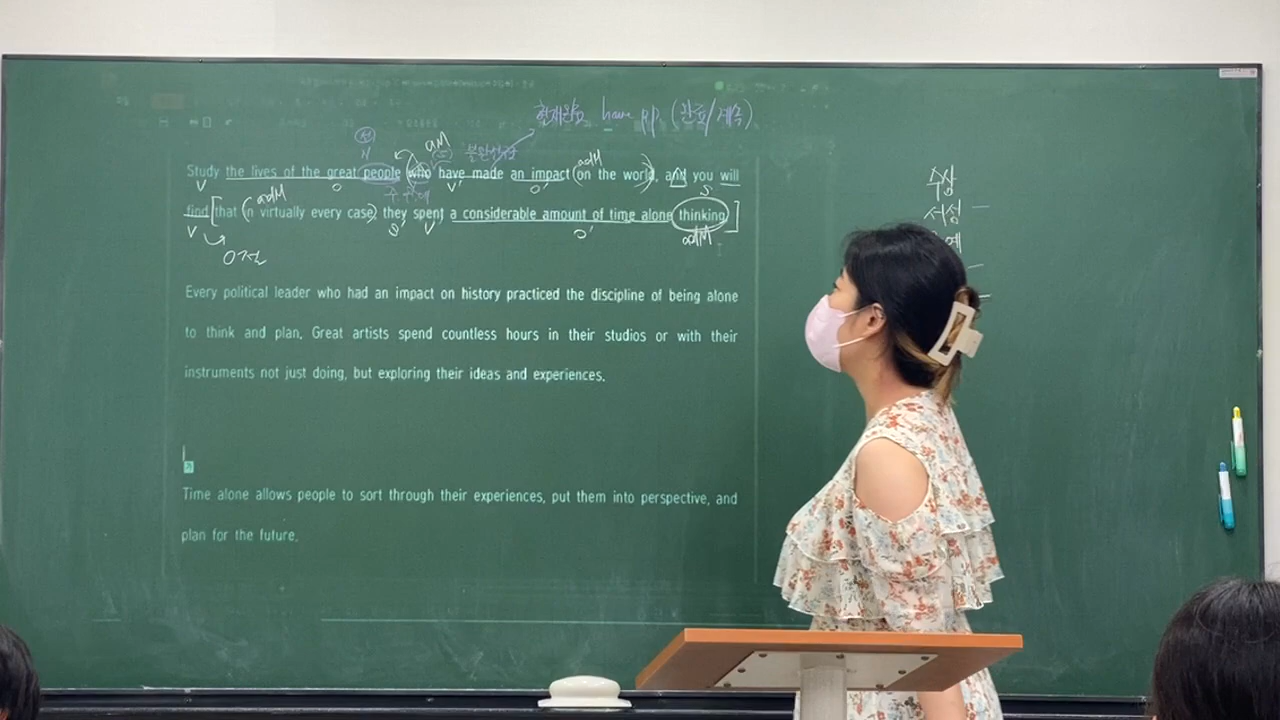 현재완료 have p.p. (완료/계속)
선 N aM 불완전
adM
Study the lives of the great people who have made an impact (on the world), and you will
V O V' O' S
adM
find [that (in virtually every case) they spent a considerable amount of time alone thinking]
V S' V' O' adM
O절
Every political leader who had an impact on history practiced the discipline of being alone
to think and plan. Great artists spend countless hours in their studios or with their
instruments not just doing, but exploring their ideas and experiences.
Time alone allows people to sort through their experiences, put them into perspective, and
plan for the future.
수상
서성